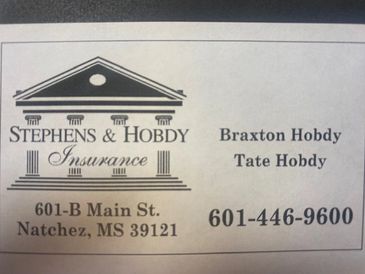 STEPHENS & HOBDY
Insurance
601-B Main St.
Natchez, MS 39121
Braxton Hobdy
Tate Hobdy
601-446-9600